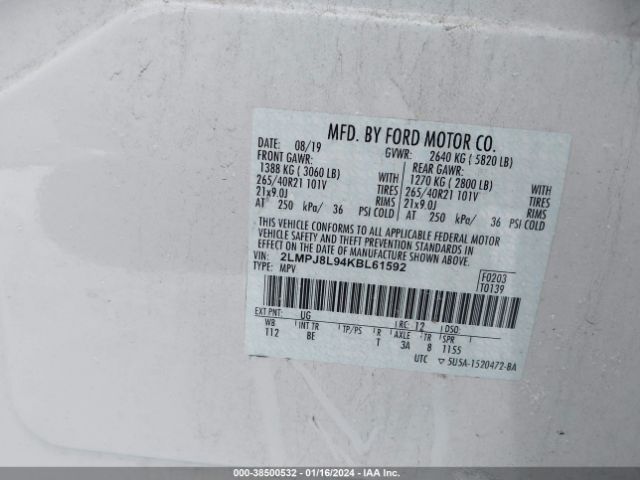 MFD. BY FORD MOTOR CO.
DATE: 08/19 GVWR: 2640 KG ( 5820 LB)
FRONT GAWR: REAR GAWR:
1388 KG ( 3060 LB) WITH 1270 KG ( 2800 LB) WITH
265/40R21 101V TIRES 265/40R21 101V TIRES
21x9.0J RIMS 21x9.0J RIMS
AT 250 kPa/ 36 PSI COLD AT 250 kPa/ 36 PSI COLD
THIS VEHICLE CONFORMS TO ALL APPLICABLE FEDERAL MOTOR
VEHICLE SAFETY AND THEFT PREVENTION STANDARDS IN
EFFECT ON THE DATE OF MANUFACTURE SHOWN ABOVE.
VIN: 2LMPJ8L94KBL61592
TYPE: MPV
F0203
T0139
EXT PNT: UG RC: 12 DSO:
WB INT TR TP/PS R AXLE TR SPR
112 BE T 3A 8 1155
UTC ▽ 5U5A-1520472-BA
000-38500532 - 01/16/2024 - IAA Inc.